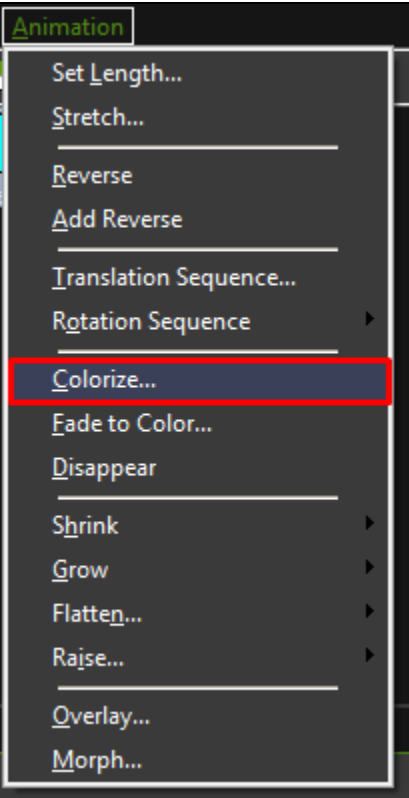 Animation
Set Length...
Stretch...
Reverse
Add Reverse
Translation Sequence...
Rotation Sequence
Colorize...
Fade to Color...
Disappear
Shrink
Grow
Flatten...
Raise...
Overlay...
Morph...